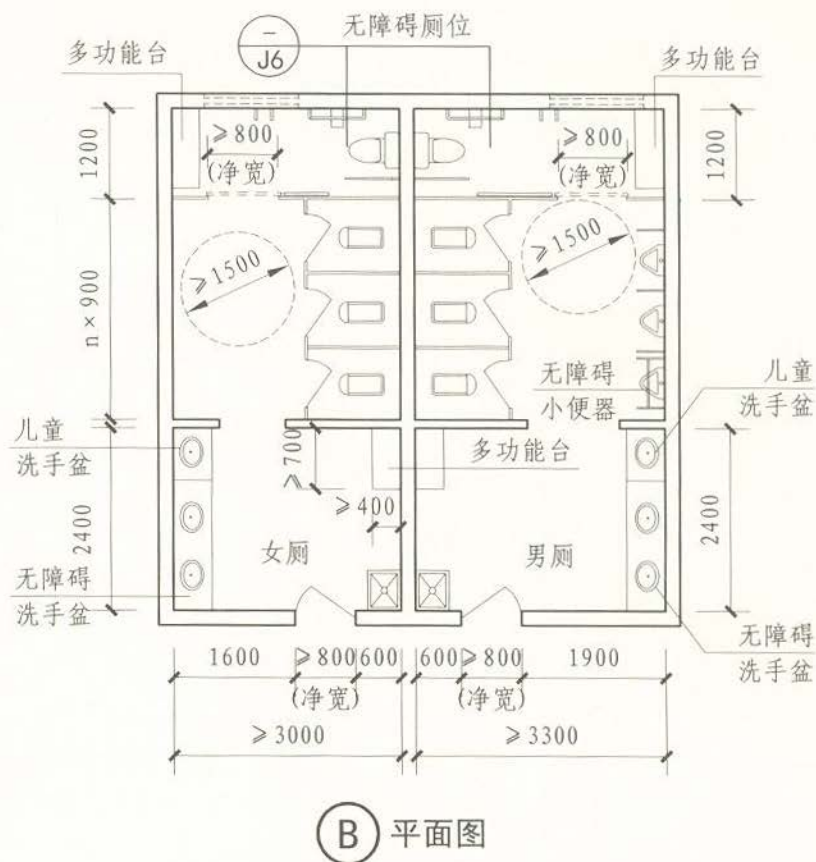 —
J6
无障碍厕位
多功能台
多功能台
1200
≥800
(净宽)
≥800
(净宽)
1200
≥1500
≥1500
n×900
无障碍
小便器
儿童
洗手盆
儿童
洗手盆
≥700
多功能台
≥400
2400
2400
女厕
男厕
无障碍
洗手盆
无障碍
洗手盆
1600
≥800
(净宽)
600
600
≥800
(净宽)
1900
≥3000
≥3300
B 平面图